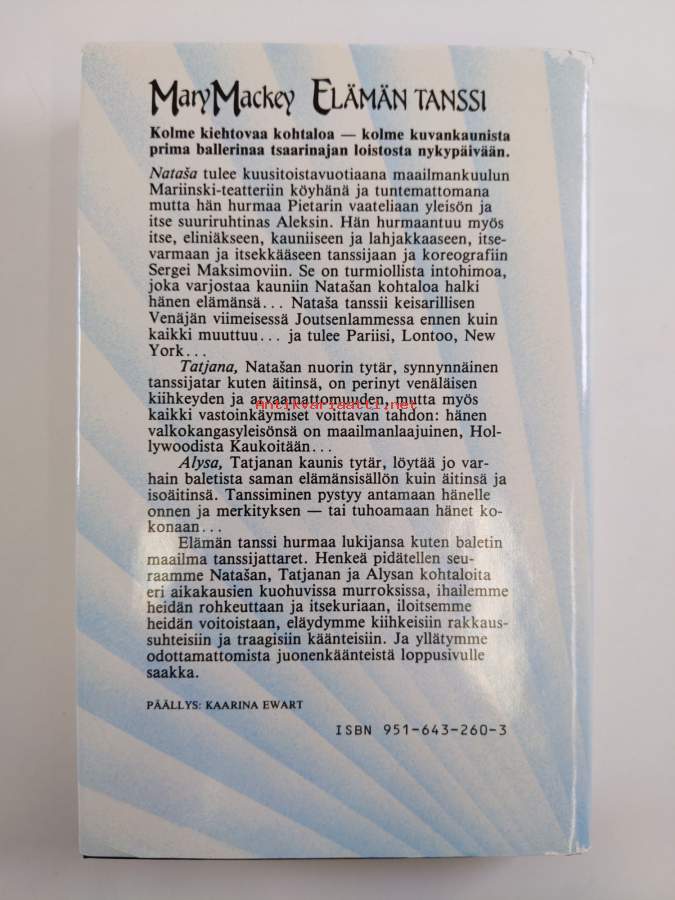 Mary Mackey ELÄMÄN TANSSI
Kolme kiehtovaa kohtaloa — kolme kuvankaunista
prima ballerinaa tsaarinajan loistosta nykypäivään.
Nataša tulee kuusitoistavuotiaana maailmankuulun
Mariinski-teatteriin köyhänä ja tuntemattomana
mutta hän hurmaa Pietarin vaateliaan yleisön ja
itse suuriruhtinas Aleksin. Hän hurmaantuu myös
itse, eliniäkseen, kauniiseen ja lahjakkaaseen, itse-
varmaan ja itsekkääseen tanssijaan ja koreografiin
Sergei Maksimoviin. Se on turmiollista intohimoa,
joka varjostaa kauniin Natašan kohtaloa halki
hänen elämänsä... Nataša tanssii keisarillisen
Venäjän viimeisessä Joutsenlammessa ennen kuin
kaikki muuttuu... ja tulee Pariisi, Lontoo, New
York...
Tatjana, Natašan nuorin tytär, synnynnäinen
tanssijatar kuten äitinsä, on perinyt venäläisen
kiihkeyden ja arvaamattomuuden, mutta myös
Antikvariaatti.net
kaikki vastoinkäymiset voittavan tahdon: hänen
valkokangasyleisönsä on maailmanlaajuinen, Hol-
lywoodista Kaukoitään...
Alysa, Tatjanan kaunis tytär, löytää jo var-
hain baletista saman elämänsisällön kuin äitinsä ja
isoäitinsä. Tanssiminen pystyy antamaan hänelle
onnen ja merkityksen — tai tuhoamaan hänet ko-
konaan...
Elämän tanssi hurmaa lukijansa kuten baletin
maailma tanssijattaret. Henkeä pidätellen seu-
raamme Natašan, Tatjanan ja Alysan kohtaloita
eri aikakausien kuohuvissa murroksissa, ihailemme
heidän rohkeuttaan ja itsekuriaan, iloitsemme
heidän voitoistaan, eläydymme kiihkeisiin rakkaus-
suhteisiin ja traagisiin käänteisiin. Ja yllätymme
odottamattomista juonenkäänteistä loppusivulle
saakka.
PÄÄLLYS: KAARINA EWART
ISBN 951-643-260-3